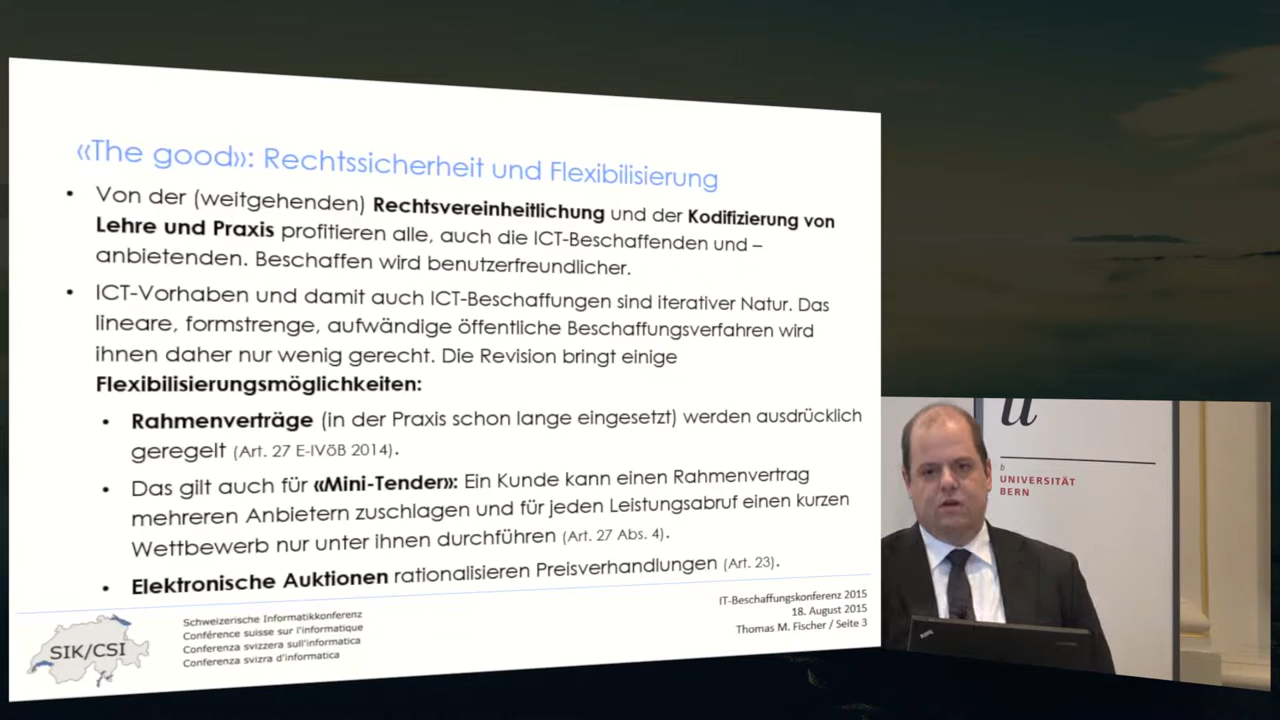 «The good»: Rechtssicherheit und Flexibilisierung
• Von der (weitgehenden) Rechtsvereinheitlichung und der Kodifizierung von
Lehre und Praxis profitieren alle, auch die ICT-Beschaffenden und –
anbietenden. Beschaffen wird benutzerfreundlicher.
• ICT-Vorhaben und damit auch ICT-Beschaffungen sind iterativer Natur. Das
lineare, formstrenge, aufwändige öffentliche Beschaffungsverfahren wird
ihnen daher nur wenig gerecht. Die Revision bringt einige
Flexibilisierungsmöglichkeiten:
• Rahmenverträge (in der Praxis schon lange eingesetzt) werden ausdrücklich
geregelt (Art. 27 E-IVöB 2014).
• Das gilt auch für «Mini-Tender»: Ein Kunde kann einen Rahmenvertrag
mehreren Anbietern zuschlagen und für jeden Leistungsabruf einen kurzen
Wettbewerb nur unter ihnen durchführen (Art. 27 Abs. 4).
• Elektronische Auktionen rationalisieren Preisverhandlungen (Art. 23).
SIK/CSI
Schweizerische Informatikkonferenz
Conférence suisse sur l'informatique
Conferenza svizzera sull'informatica
Conferenza svizra d'informatica
IT-Beschaffungskonferenz 2015
18. August 2015
Thomas M. Fischer / Seite 3
u
b
UNIVERSITÄT
BERN